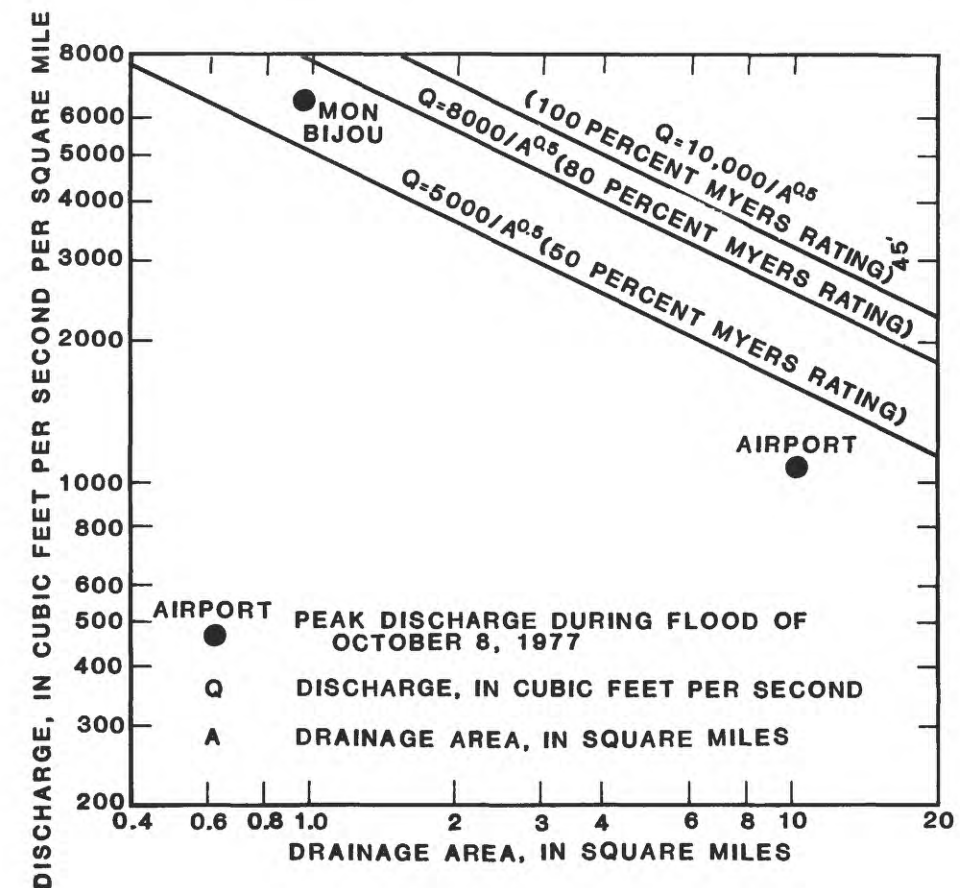 DISCHARGE, IN CUBIC FEET PER SECOND PER SQUARE MILE
8000
6000
5000
4000
3000
2000
1000
800
600
500
400
300
200
MON
BIJOU
Q=10,000/A^0.5
(100 PERCENT MYERS RATING)
Q=8000/A^0.5(80 PERCENT MYERS RATING)
Q=5000/A^0.5(50 PERCENT MYERS RATING)
45
AIRPORT
AIRPORT
PEAK DISCHARGE DURING FLOOD OF
OCTOBER 8, 1977
Q DISCHARGE, IN CUBIC FEET PER SECOND
A DRAINAGE AREA, IN SQUARE MILES
0.4 0.6 0.8 1.0 2 3 4 6 8 10 20
DRAINAGE AREA, IN SQUARE MILES